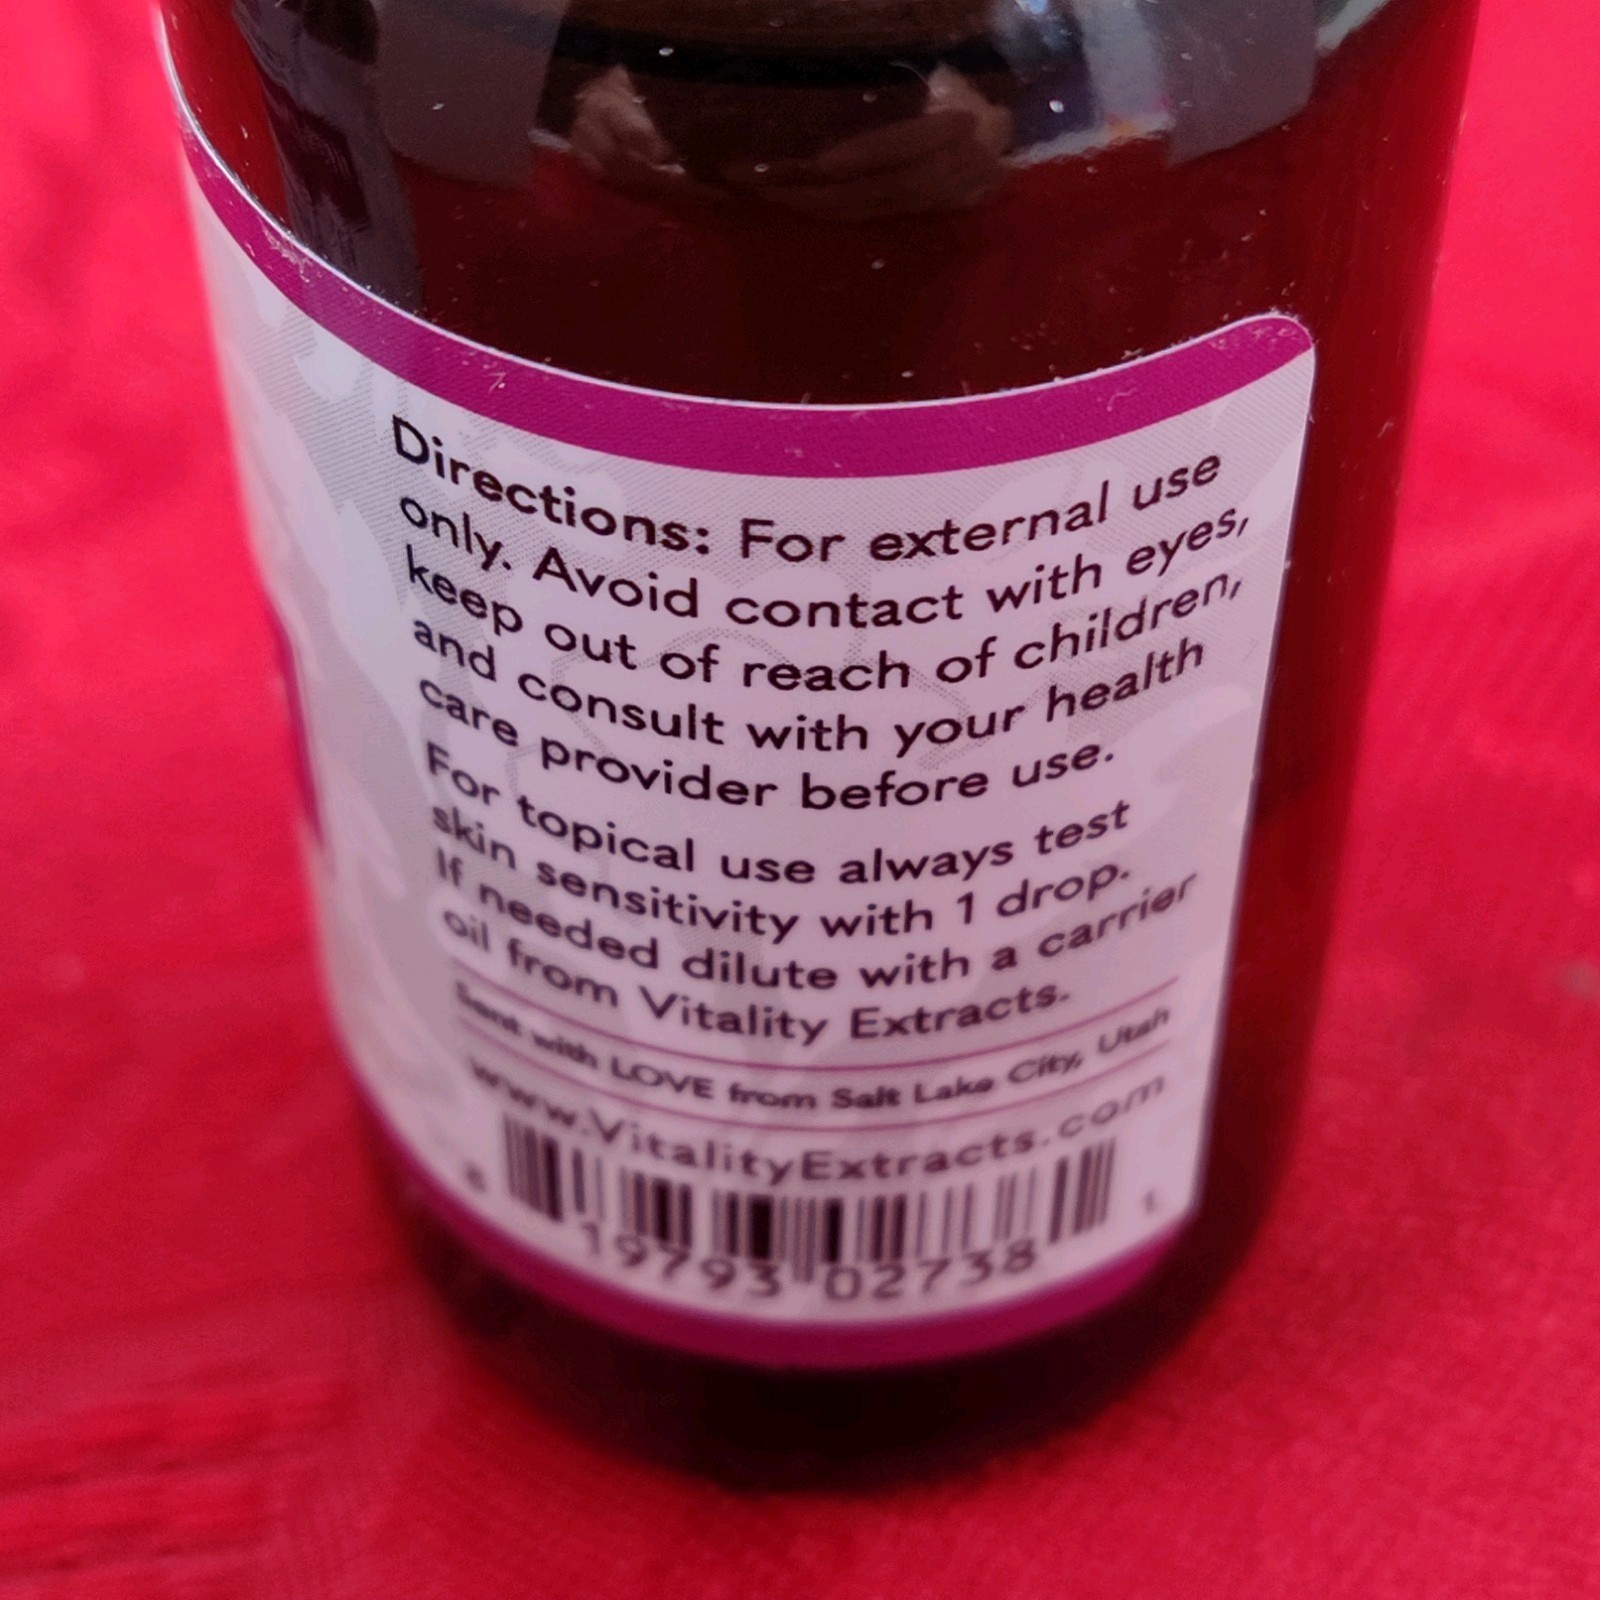 Directions: For external use
only. Avoid contact with eyes,
keep out of reach of children,
and consult with your health
care provider before use.
For topical use always test
skin sensitivity with 1 drop.
If needed dilute with a carrier
oil from Vitality Extracts.
Sent with LOVE from Salt Lake City, Utah
www.VitalityExtracts.com
8 19793 02738 1